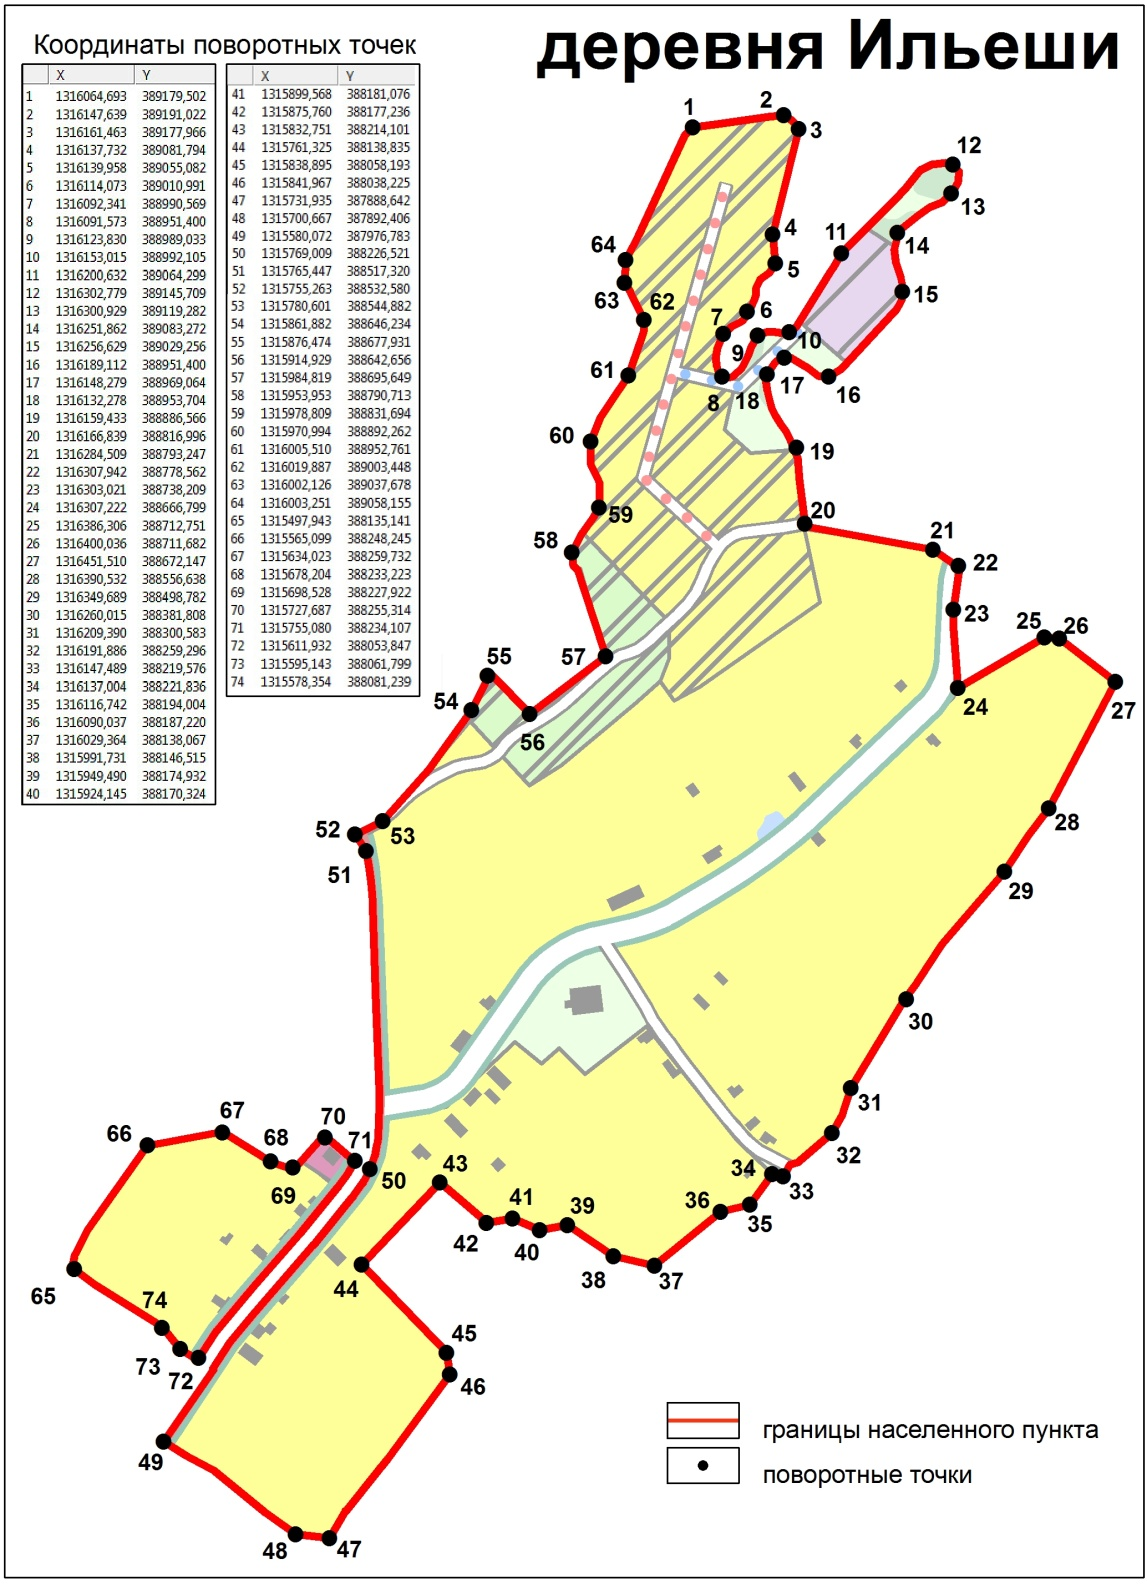 деревня Ильеши
Координаты поворотных точек
X Y
1 1316064,693 389179,502
2 1316147,639 389191,022
3 1316161,463 389177,966
4 1316137,732 389081,794
5 1316139,958 389055,082
6 1316114,073 389010,991
7 1316092,341 388990,569
8 1316091,573 388951,400
9 1316123,830 388989,033
10 1316153,015 388992,105
11 1316200,632 389064,299
12 1316302,779 389145,709
13 1316300,929 389119,282
14 1316251,862 389083,272
15 1316256,629 389029,256
16 1316189,112 388951,400
17 1316148,279 388969,064
18 1316132,278 388953,704
19 1316159,433 388886,566
20 1316166,839 388816,996
21 1316284,509 388793,247
22 1316307,942 388778,562
23 1316303,021 388738,209
24 1316307,222 388666,799
25 1316386,306 388712,751
26 1316400,036 388711,682
27 1316451,510 388672,147
28 1316390,532 388556,638
29 1316349,689 388498,782
30 1316260,015 388381,808
31 1316209,390 388300,583
32 1316191,886 388259,296
33 1316147,489 388219,576
34 1316137,004 388221,836
35 1316116,742 388194,004
36 1316090,037 388187,220
37 1316029,364 388138,067
38 1315991,731 388146,515
39 1315949,490 388174,932
40 1315924,145 388170,324
X Y
41 1315899,568 388181,076
42 1315875,760 388177,236
43 1315832,751 388214,101
44 1315761,325 388138,835
45 1315838,895 388058,193
46 1315841,967 388038,225
47 1315731,935 387888,642
48 1315700,667 387892,406
49 1315580,072 387976,783
50 1315769,009 388226,521
51 1315765,447 388517,320
52 1315755,263 388532,580
53 1315780,601 388544,882
54 1315861,882 388646,234
55 1315876,474 388677,931
56 1315914,929 388642,656
57 1315984,819 388695,649
58 1315953,953 388790,713
59 1315978,809 388831,694
60 1315970,994 388892,262
61 1316005,510 388952,761
62 1316019,887 389003,448
63 1316002,126 389037,678
64 1316003,251 389058,155
65 1315497,943 388135,141
66 1315565,099 388248,245
67 1315634,023 388259,732
68 1315678,204 388233,223
69 1315698,528 388227,922
70 1315727,687 388255,314
71 1315755,080 388234,107
72 1315611,932 388053,847
73 1315595,143 388061,799
74 1315578,354 388081,239
1
2
3
12
13
4
11
14
64
5
15
63
62
6
7
10
9
61
17
8
18
16
60
19
59
20
58
21
22
23
25
26
57
55
54
24
27
56
28
52
53
51
29
30
31
67
70
66
32
68
71
34
33
69
50
43
36
35
41
39
42
40
38
37
44
65
74
45
73
72
46
49
48
47
границы населенного пункта
поворотные точки